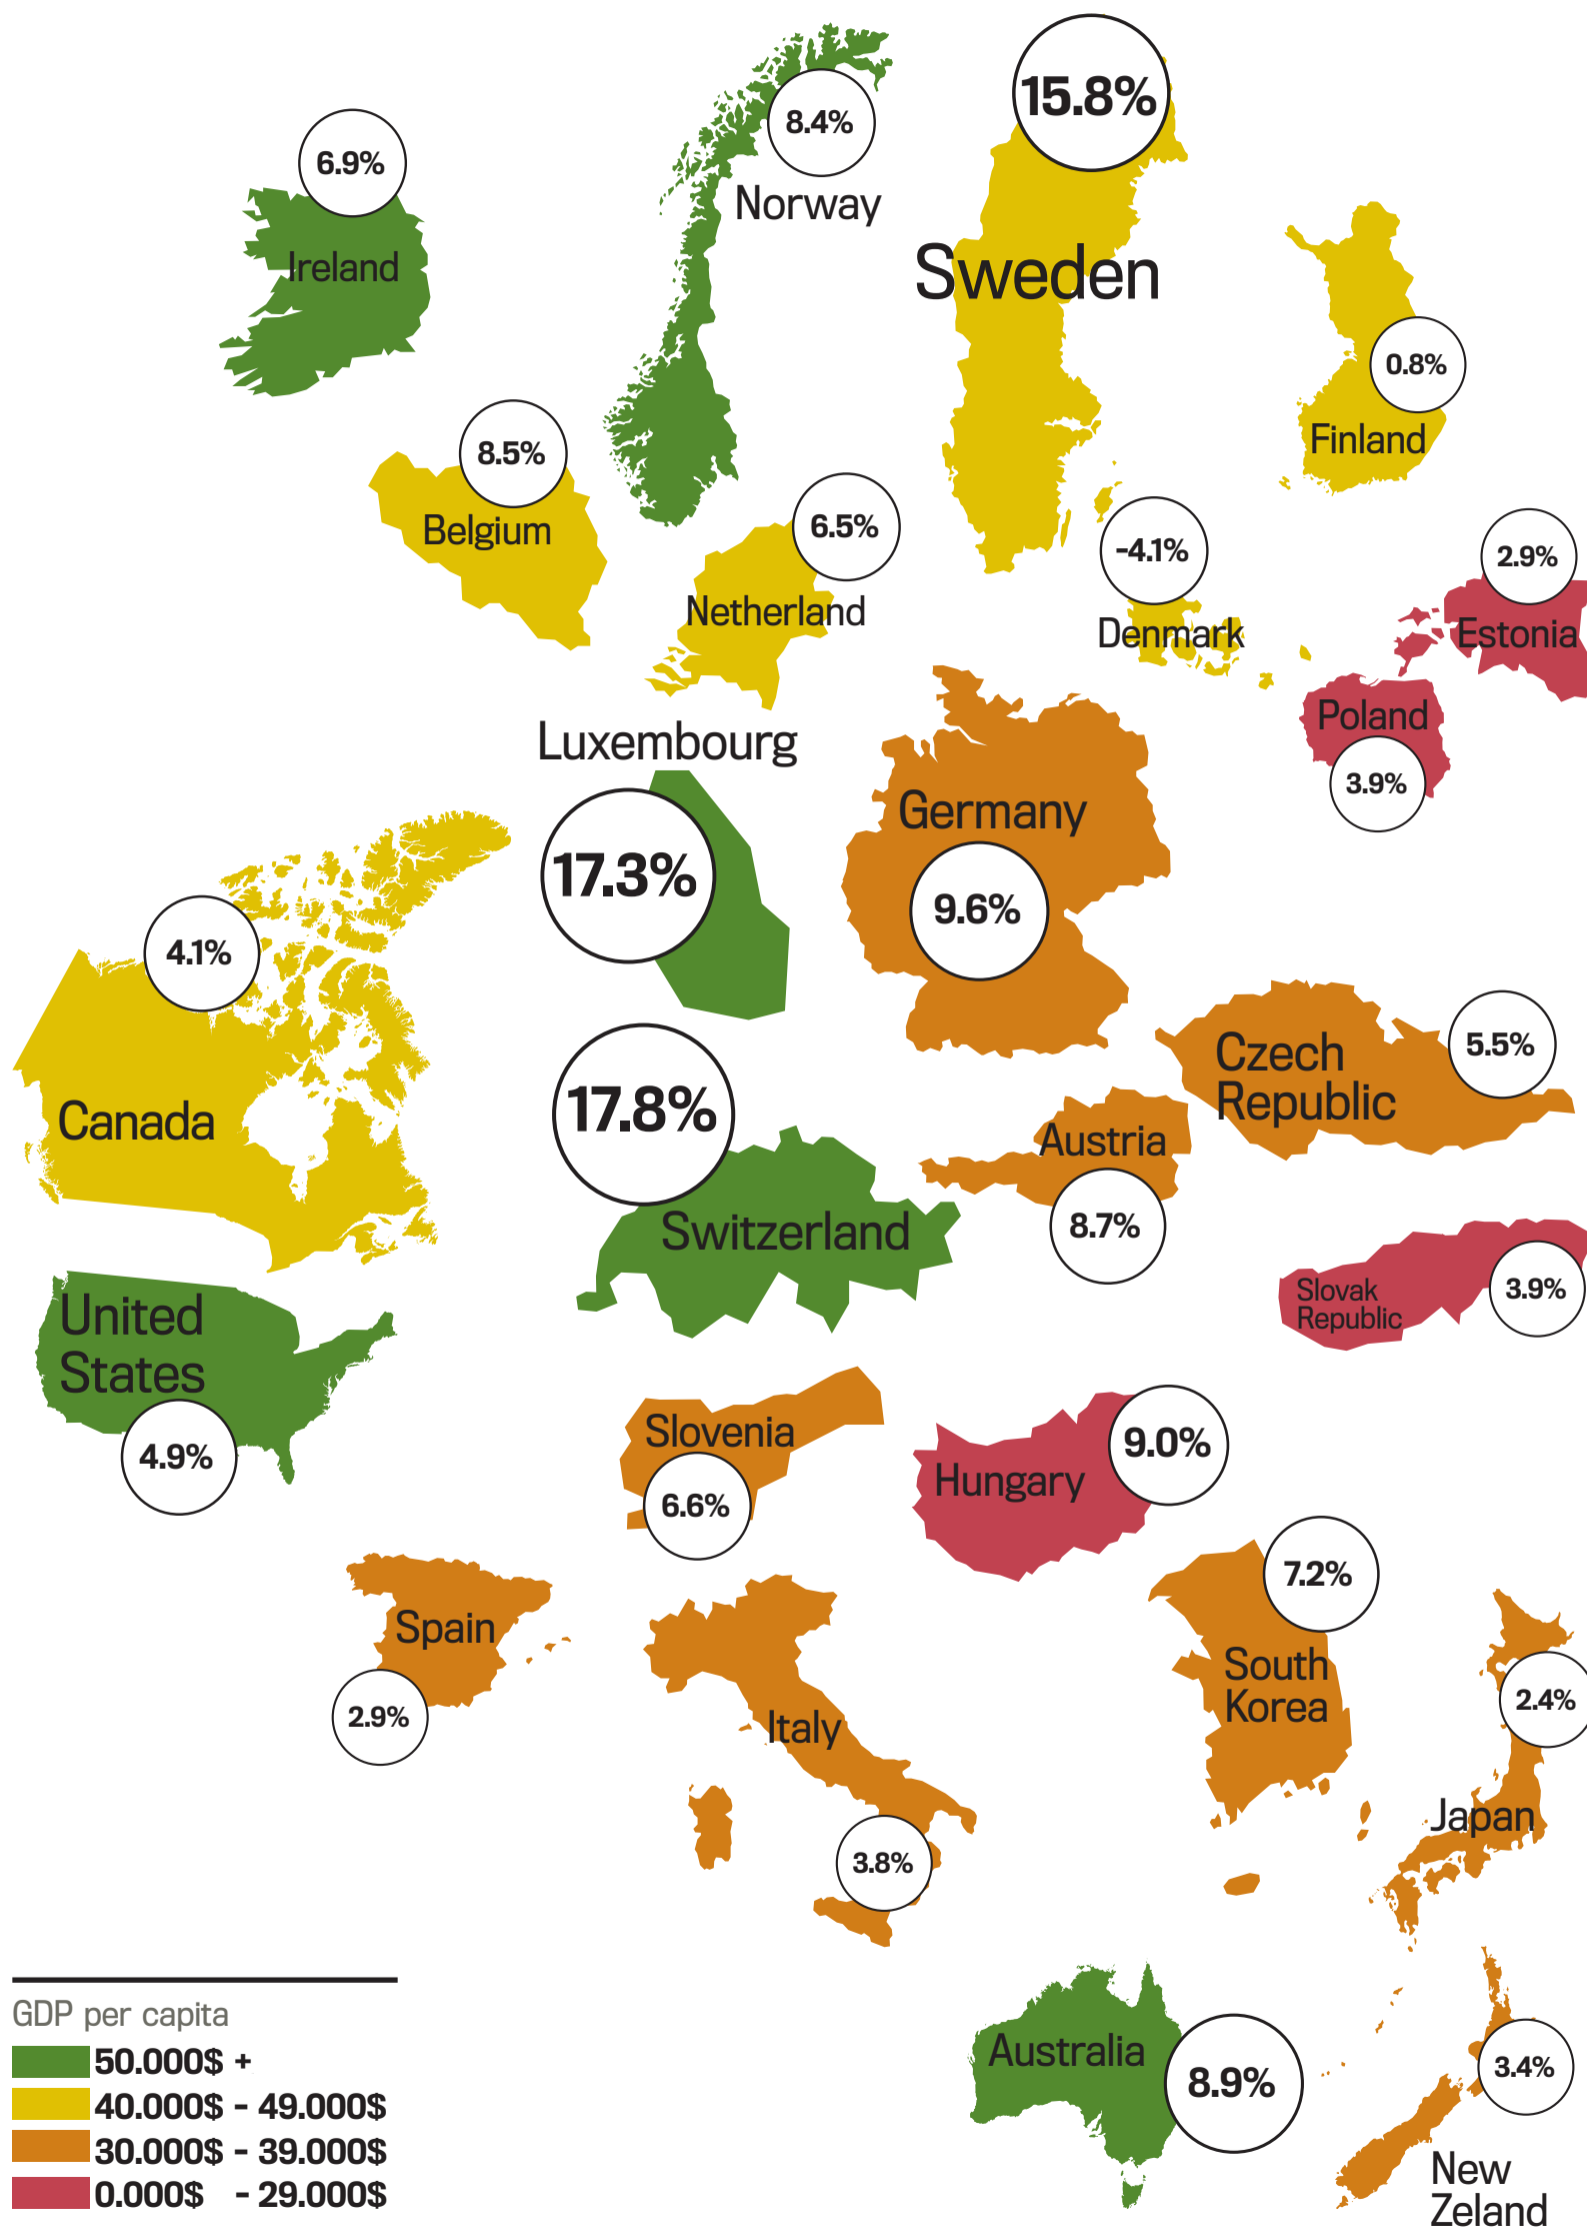 15.8%
8.4%
6.9%
Norway
Ireland
Sweden
0.8%
Finland
8.5%
Belgium
6.5%
-4.1%
2.9%
Netherland
Denmark
Estonia
Poland
3.9%
Luxembourg
Germany
17.3%
9.6%
4.1%
Canada
5.5%
Czech
Republic
17.8%
Austria
8.7%
Switzerland
3.9%
Slovak
Republic
United
States
4.9%
Slovenia
6.6%
9.0%
Hungary
7.2%
Spain
2.9%
South
Korea
2.4%
Italy
Japan
3.8%
GDP per capita
50.000$ +
40.000$ - 49.000$
30.000$ - 39.000$
0.000$ - 29.000$
Australia
8.9%
3.4%
New
Zeland